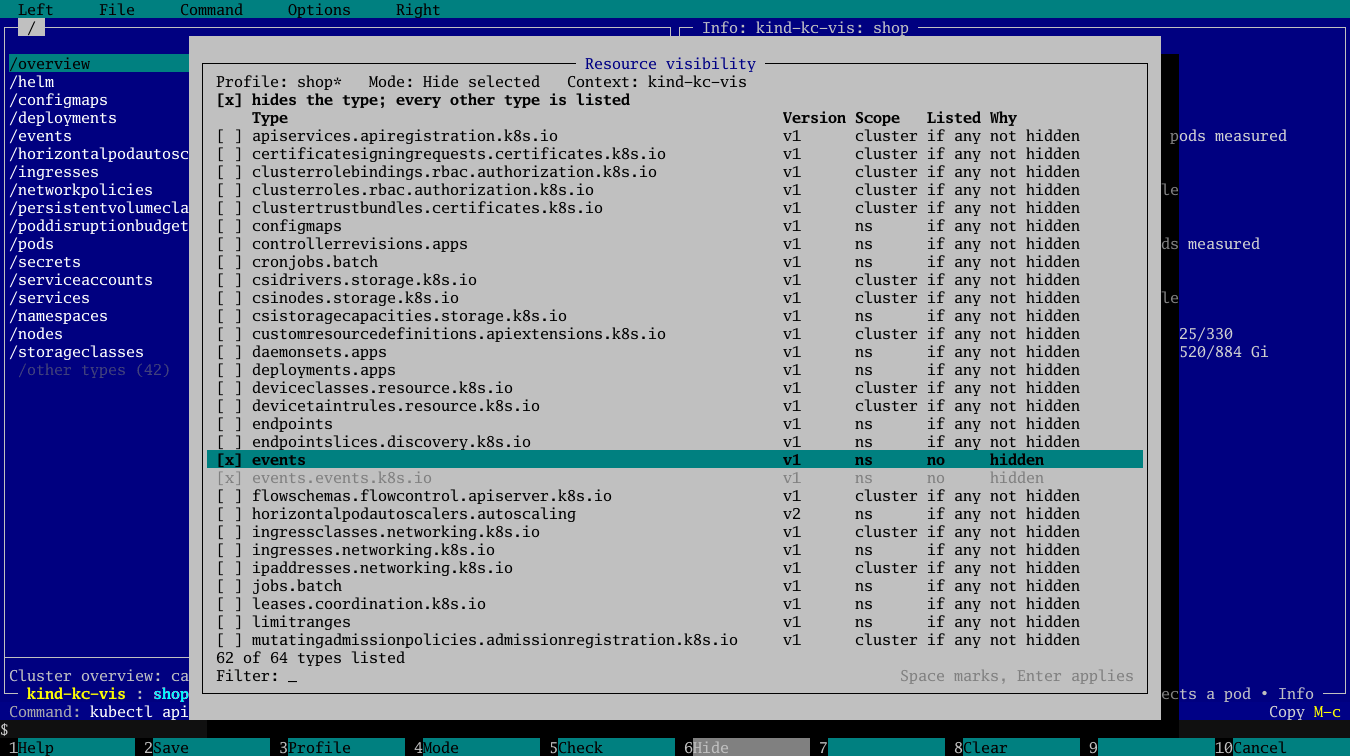 Left File Command Options Right
/ Info: kind-kc-vis: shop
Resource visibility
/overview
/helm Profile: shop* Mode: Hide selected Context: kind-kc-vis
/configmaps [x] hides the type; every other type is listed
/deployments Type Version Scope Listed Why
/events [ ] apiservices.apiregistration.k8s.io v1 cluster if any not hidden pods measured
/horizontalpodautosc [ ] certificatesigningrequests.certificates.k8s.io v1 cluster if any not hidden
/ingresses [ ] clusterrolebindings.rbac.authorization.k8s.io v1 cluster if any not hidden
/networkpolicies [ ] clusterroles.rbac.authorization.k8s.io v1 cluster if any not hidden le
/persistentvolumecla [ ] clustertrustbundles.certificates.k8s.io v1 cluster if any not hidden
/poddisruptionbudget [ ] configmaps v1 ns if any not hidden
/pods [ ] controllerrevisions.apps v1 ns if any not hidden ds measured
/secrets [ ] cronjobs.batch v1 ns if any not hidden
/serviceaccounts [ ] csidrivers.storage.k8s.io v1 cluster if any not hidden
/services [ ] csinodes.storage.k8s.io v1 cluster if any not hidden le
/namespaces [ ] csistoragecapacities.storage.k8s.io v1 ns if any not hidden
/nodes [ ] customresourcedefinitions.apiextensions.k8s.io v1 cluster if any not hidden 25/330
/storageclasses [ ] daemonsets.apps v1 ns if any not hidden 520/884 Gi
/other types (42) [ ] deployments.apps v1 ns if any not hidden
[ ] deviceclasses.resource.k8s.io v1 cluster if any not hidden
[ ] devicetaintrules.resource.k8s.io v1 cluster if any not hidden
[ ] endpoints v1 ns if any not hidden
[ ] endpointslices.discovery.k8s.io v1 ns if any not hidden
[x] events v1 ns no hidden
[x] events.events.k8s.io v1 ns no hidden
[ ] flowschemas.flowcontrol.apiserver.k8s.io v1 cluster if any not hidden
[ ] horizontalpodautoscalers.autoscaling v2 ns if any not hidden
[ ] ingressclasses.networking.k8s.io v1 cluster if any not hidden
[ ] ingresses.networking.k8s.io v1 ns if any not hidden
[ ] ipaddresses.networking.k8s.io v1 cluster if any not hidden
[ ] jobs.batch v1 ns if any not hidden
[ ] leases.coordination.k8s.io v1 ns if any not hidden
[ ] limitranges v1 ns if any not hidden
[ ] mutatingadmissionpolicies.admissionregistration.k8s.io v1 cluster if any not hidden
62 of 64 types listed
Cluster overview: ca Filter: _ Space marks, Enter applies
kind-kc-vis : shop ects a pod • Info
Command: kubectl api Copy M-c
$
1Help 2Save 3Profile 4Mode 5Check 6Hide 7 8Clear 9 10Cancel